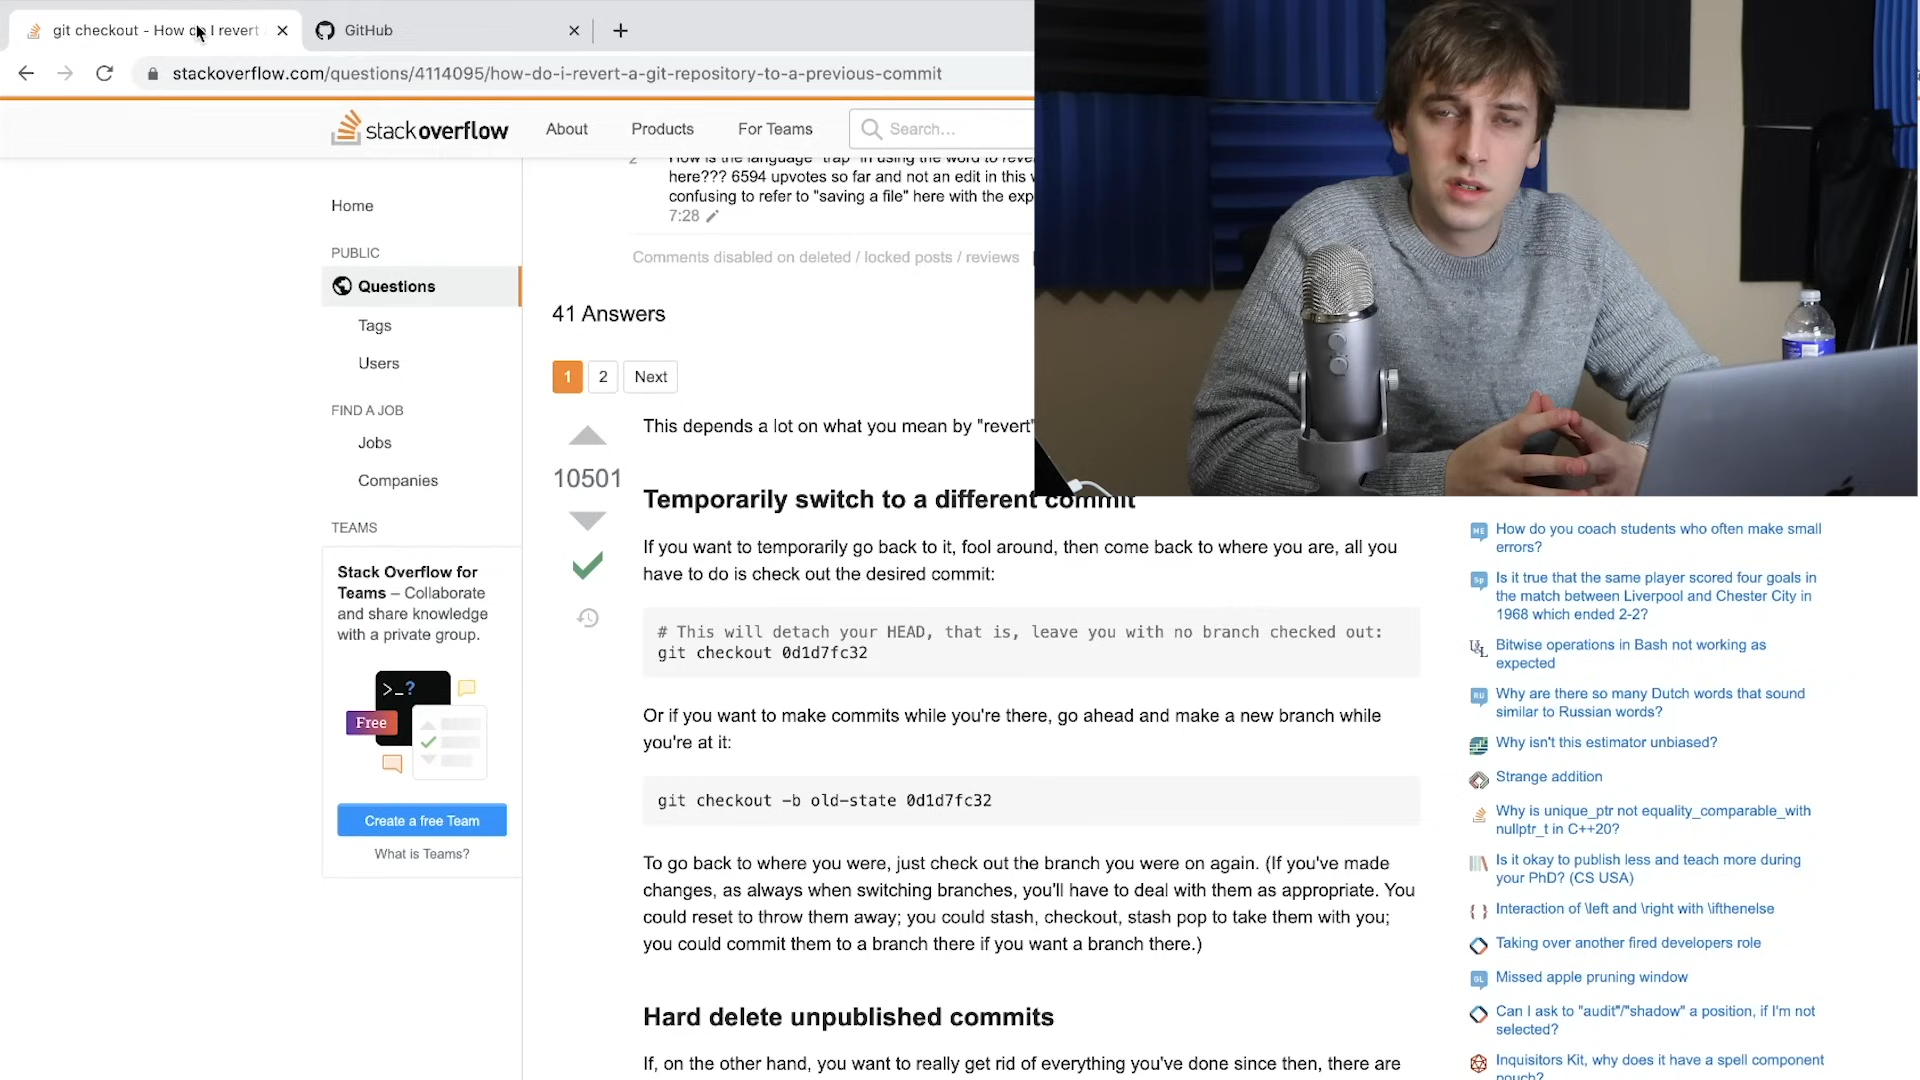 git checkout - How do I revert
GitHub
stackoverflow.com/questions/4114095/how-do-i-revert-a-git-repository-to-a-previous-commit
stackoverflow
About
Products
For Teams
Search...
Home
PUBLIC
Questions
Tags
Users
FIND A JOB
Jobs
Companies
TEAMS
Stack Overflow for
Teams – Collaborate
and share knowledge
with a private group.
>_?
Free
Create a free Team
What is Teams?
2
How is the language "trap" in using the word to reve
here??? 6594 upvotes so far and not an edit in this
confusing to refer to "saving a file" here with the exp
7:28
Comments disabled on deleted / locked posts / reviews
41 Answers
1
2
Next
10501
This depends a lot on what you mean by "revert"
Temporarily switch to a different commit
If you want to temporarily go back to it, fool around, then come back to where you are, all you
have to do is check out the desired commit:
# This will detach your HEAD, that is, leave you with no branch checked out:
git checkout 0d1d7fc32
Or if you want to make commits while you're there, go ahead and make a new branch while
you're at it:
git checkout -b old-state 0d1d7fc32
To go back to where you were, just check out the branch you were on again. (If you've made
changes, as always when switching branches, you'll have to deal with them as appropriate. You
could reset to throw them away; you could stash, checkout, stash pop to take them with you;
you could commit them to a branch there if you want a branch there.)
Hard delete unpublished commits
If, on the other hand, you want to really get rid of everything you've done since then, there are
How do you coach students who often make small
errors?
Is it true that the same player scored four goals in
the match between Liverpool and Chester City in
1968 which ended 2-2?
Bitwise operations in Bash not working as
expected
Why are there so many Dutch words that sound
similar to Russian words?
Why isn't this estimator unbiased?
Strange addition
Why is unique_ptr not equality_comparable_with
nullptr_t in C++20?
Is it okay to publish less and teach more during
your PhD? (CS USA)
Interaction of \left and \right with \ifthenelse
Taking over another fired developers role
Missed apple pruning window
Can I ask to "audit"/"shadow" a position, if I'm not
selected?
Inquisitors Kit, why does it have a spell component
pouch?